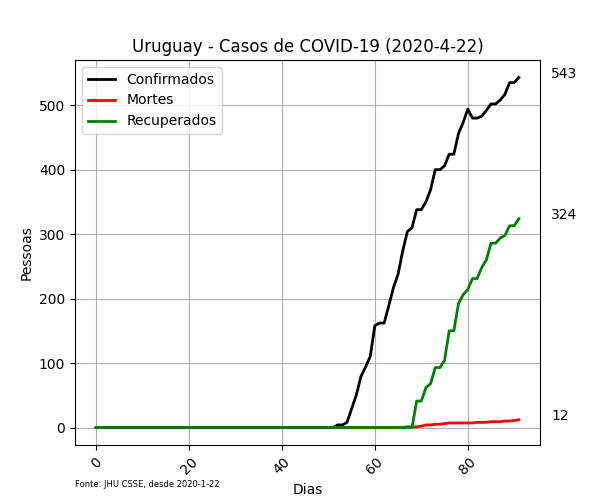 Uruguay - Casos de COVID-19 (2020-4-22)
Confirmados
Mortes
Recuperados
543
324
12
500
400
300
200
100
0
Pessoas
0
20
40
60
80
Dias
Fonte: JHU CSSE, desde 2020-1-22